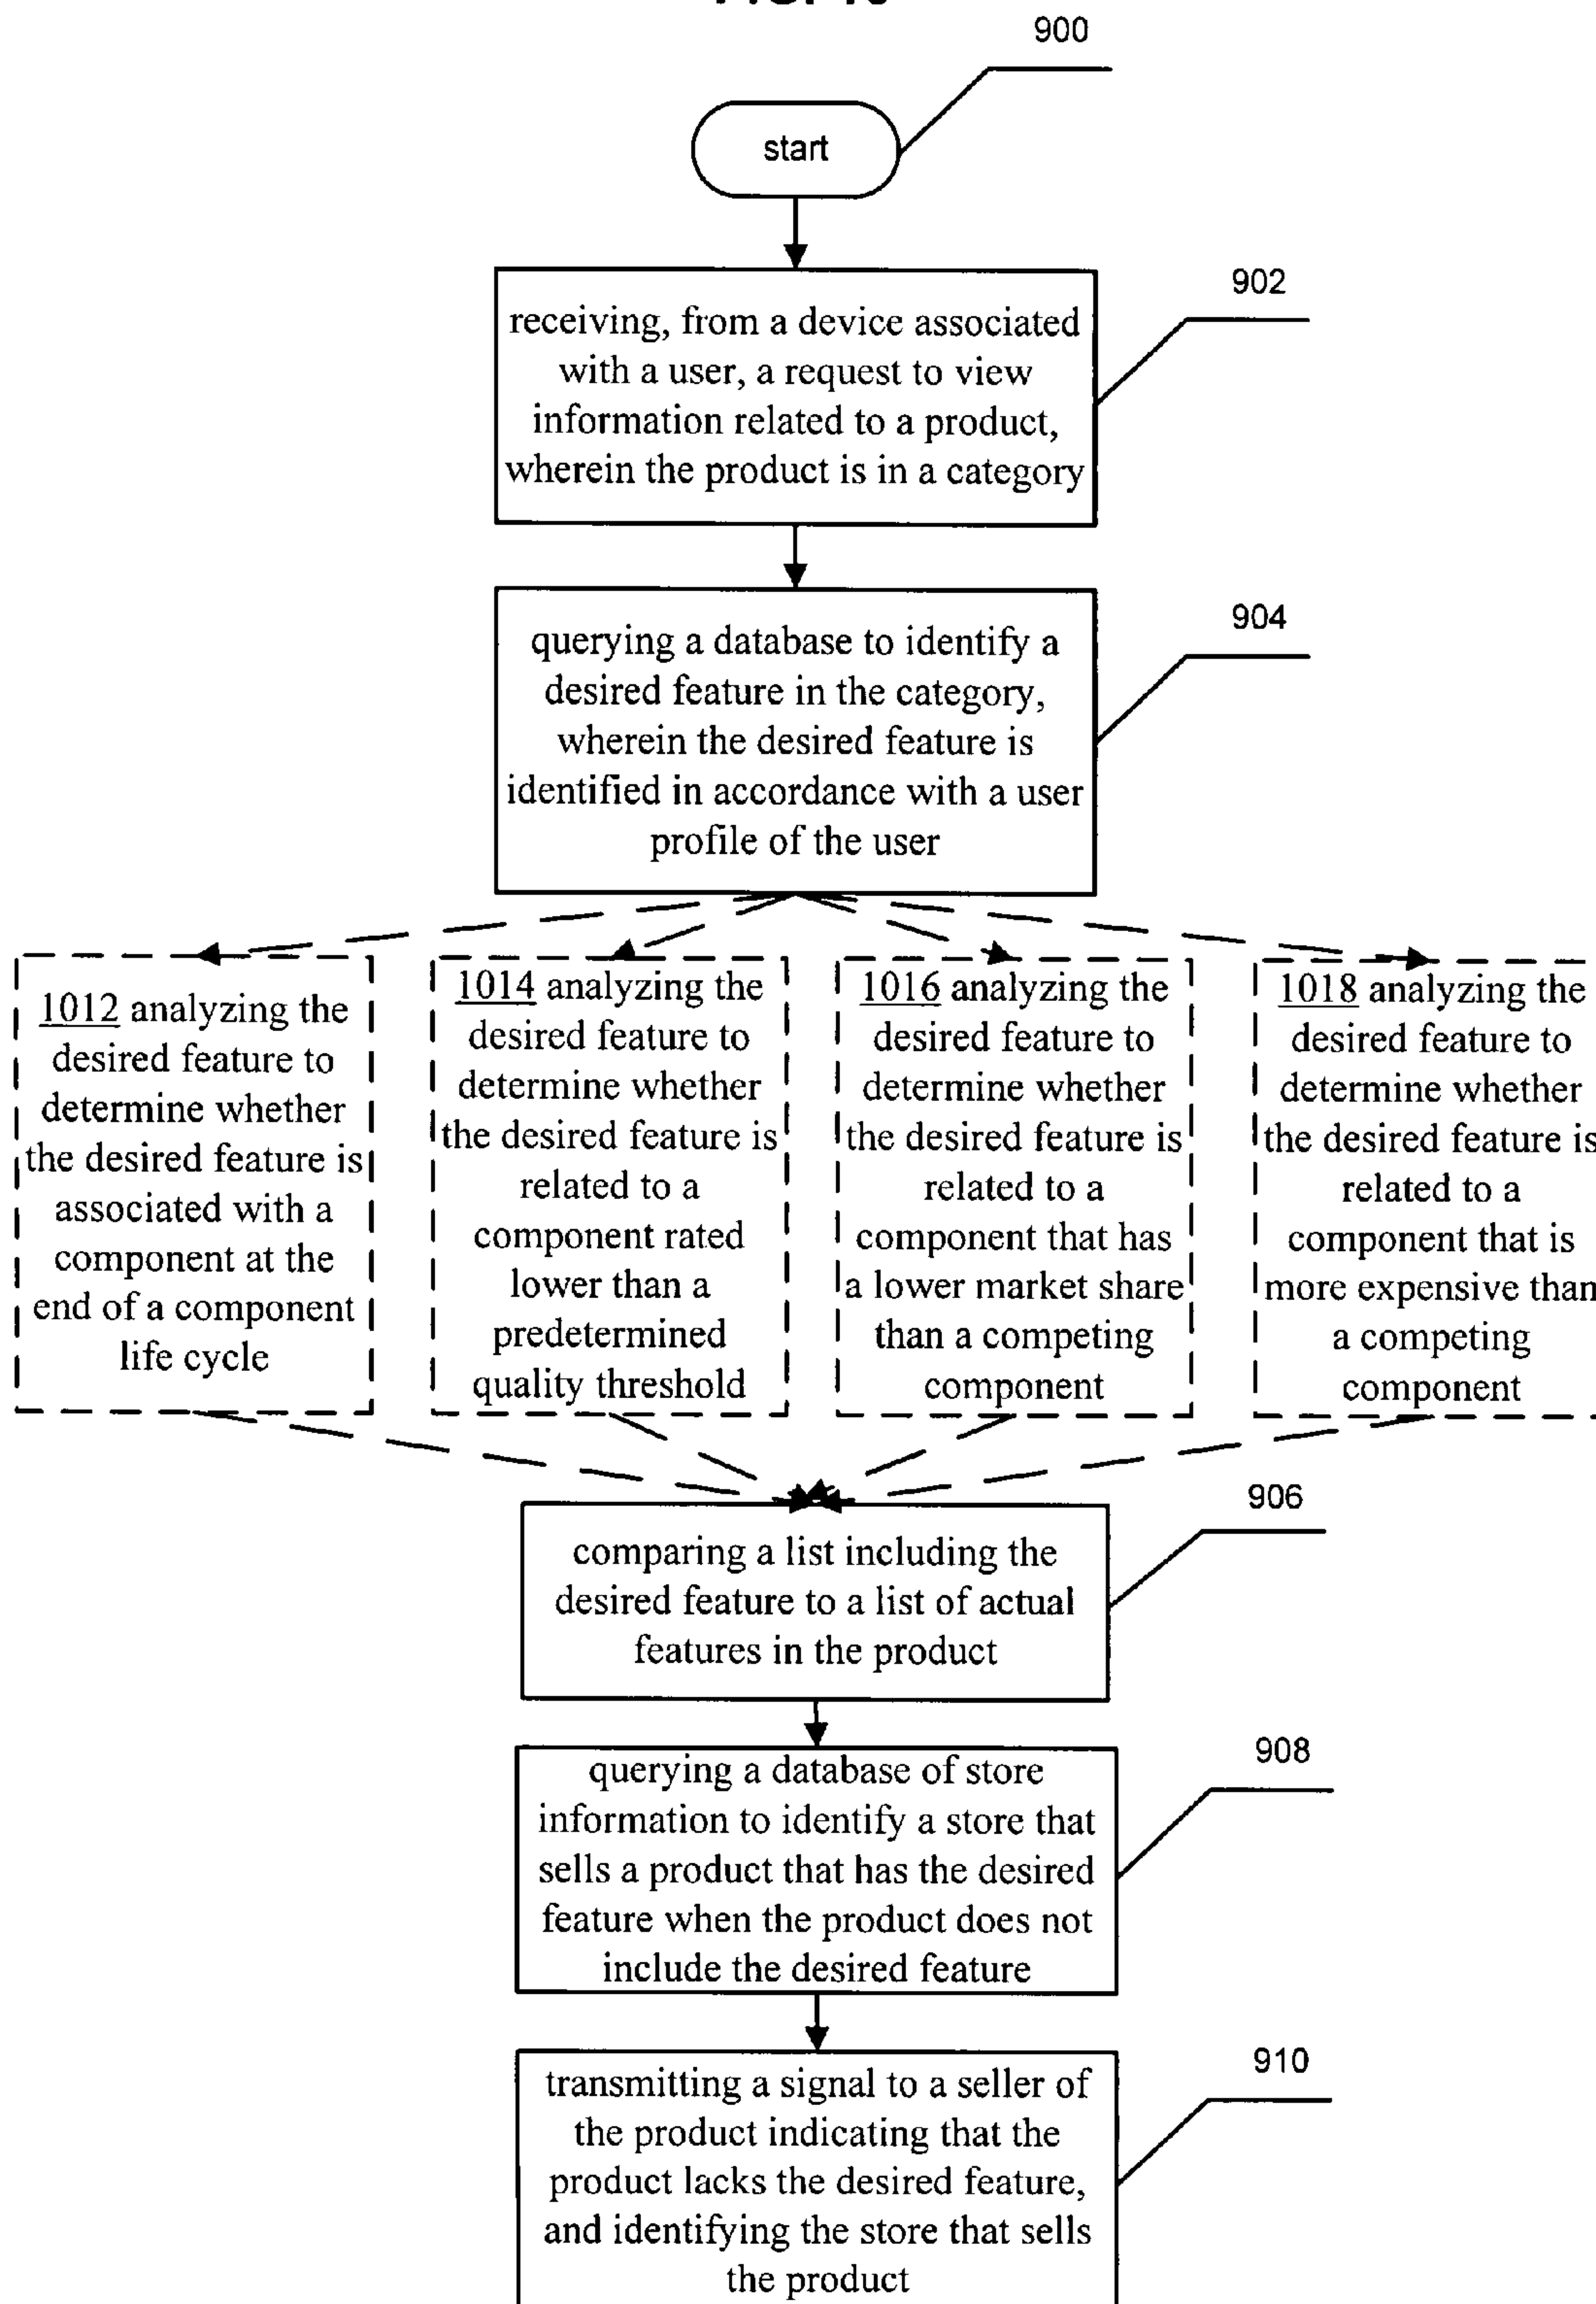 900
start
902
receiving, from a device associated
with a user, a request to view
information related to a product,
wherein the product is in a category
904
querying a database to identify a
desired feature in the category,
wherein the desired feature is
identified in accordance with a user
profile of the user
1012 analyzing the
desired feature to
determine whether
the desired feature is
associated with a
component at the
end of a component
life cycle
1014 analyzing the
desired feature to
determine whether
the desired feature is
related to a
component rated
lower than a
predetermined
quality threshold
1016 analyzing the
desired feature to
determine whether
the desired feature is
related to a
component that has
a lower market share
than a competing
component
1018 analyzing the
desired feature to
determine whether
the desired feature is
related to a
component that is
more expensive than
a competing
component
906
comparing a list including the
desired feature to a list of actual
features in the product
908
querying a database of store
information to identify a store that
sells a product that has the desired
feature when the product does not
include the desired feature
910
transmitting a signal to a seller of
the product indicating that the
product lacks the desired feature,
and identifying the store that sells
the product